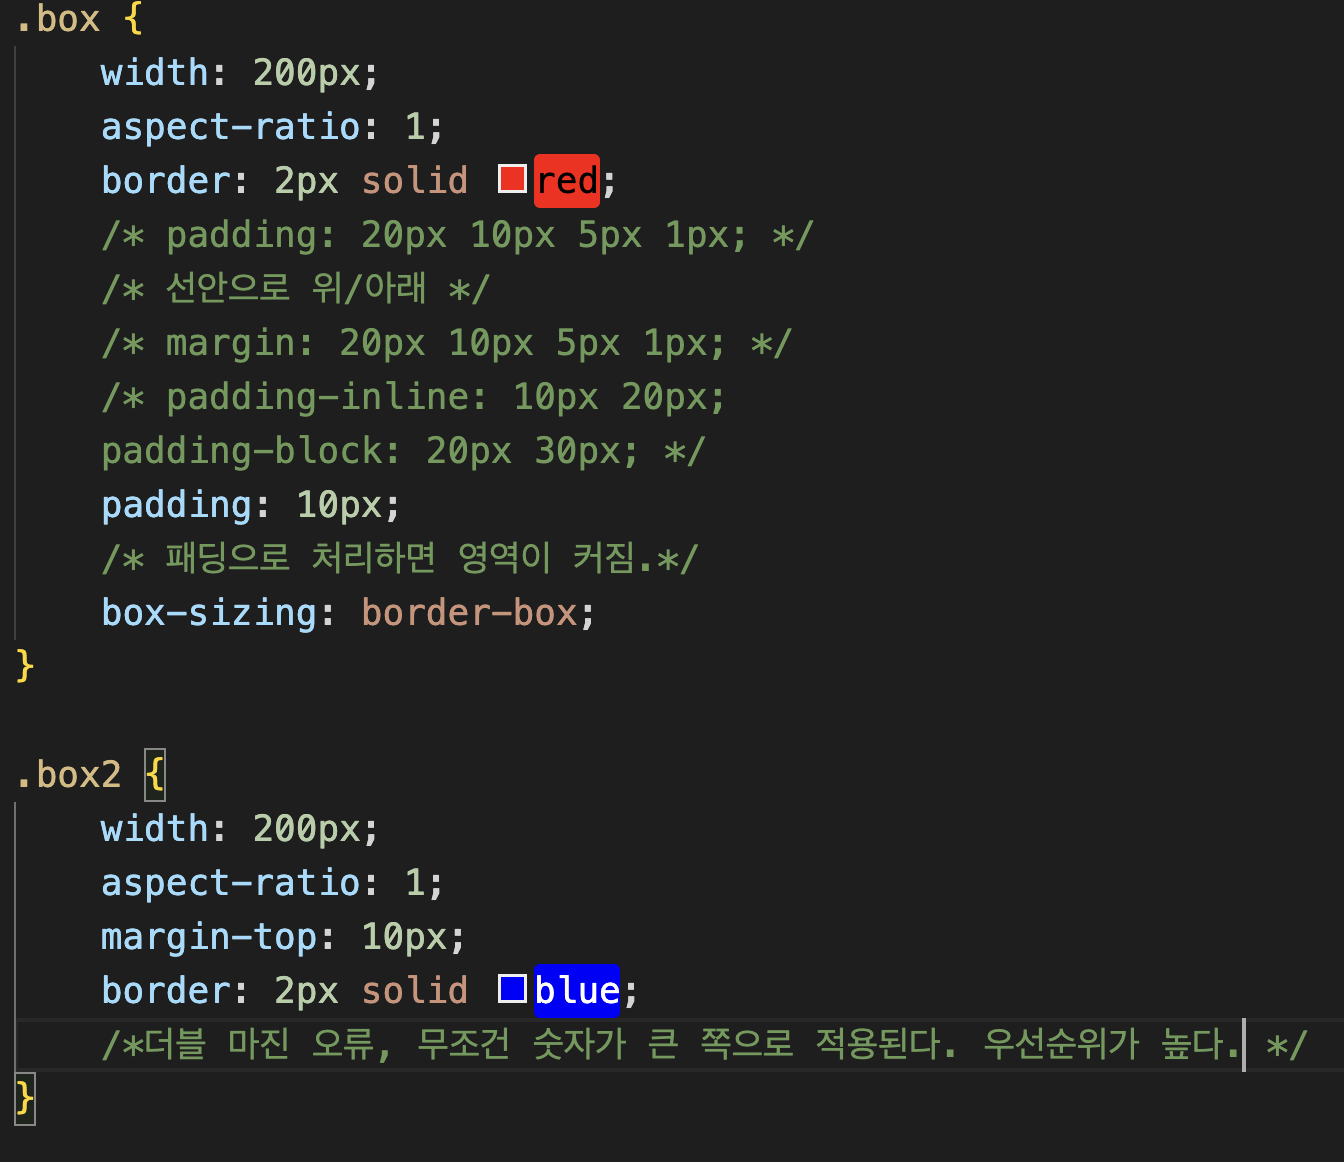 .box {
    width: 200px;
    aspect-ratio: 1;
    border: 2px solid red;
    /* padding: 20px 10px 5px 1px; */
    /* 선안으로 위/아래 */
    /* margin: 20px 10px 5px 1px; */
    /* padding-inline: 10px 20px;
    padding-block: 20px 30px; */
    padding: 10px;
    /* 패딩으로 처리하면 영역이 커짐.*/
    box-sizing: border-box;
}

.box2 {
    width: 200px;
    aspect-ratio: 1;
    margin-top: 10px;
    border: 2px solid blue;
    /*더블 마진 오류, 무조건 숫자가 큰 쪽으로 적용된다. 우선순위가 높다. */
}